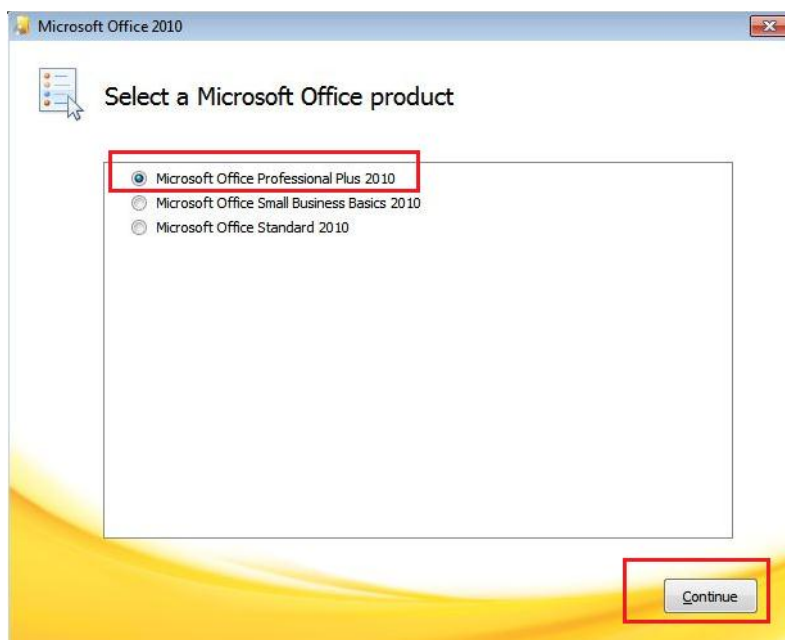 Microsoft Office 2010
Select a Microsoft Office product
Microsoft Office Professional Plus 2010
Microsoft Office Small Business Basics 2010
Microsoft Office Standard 2010
Continue